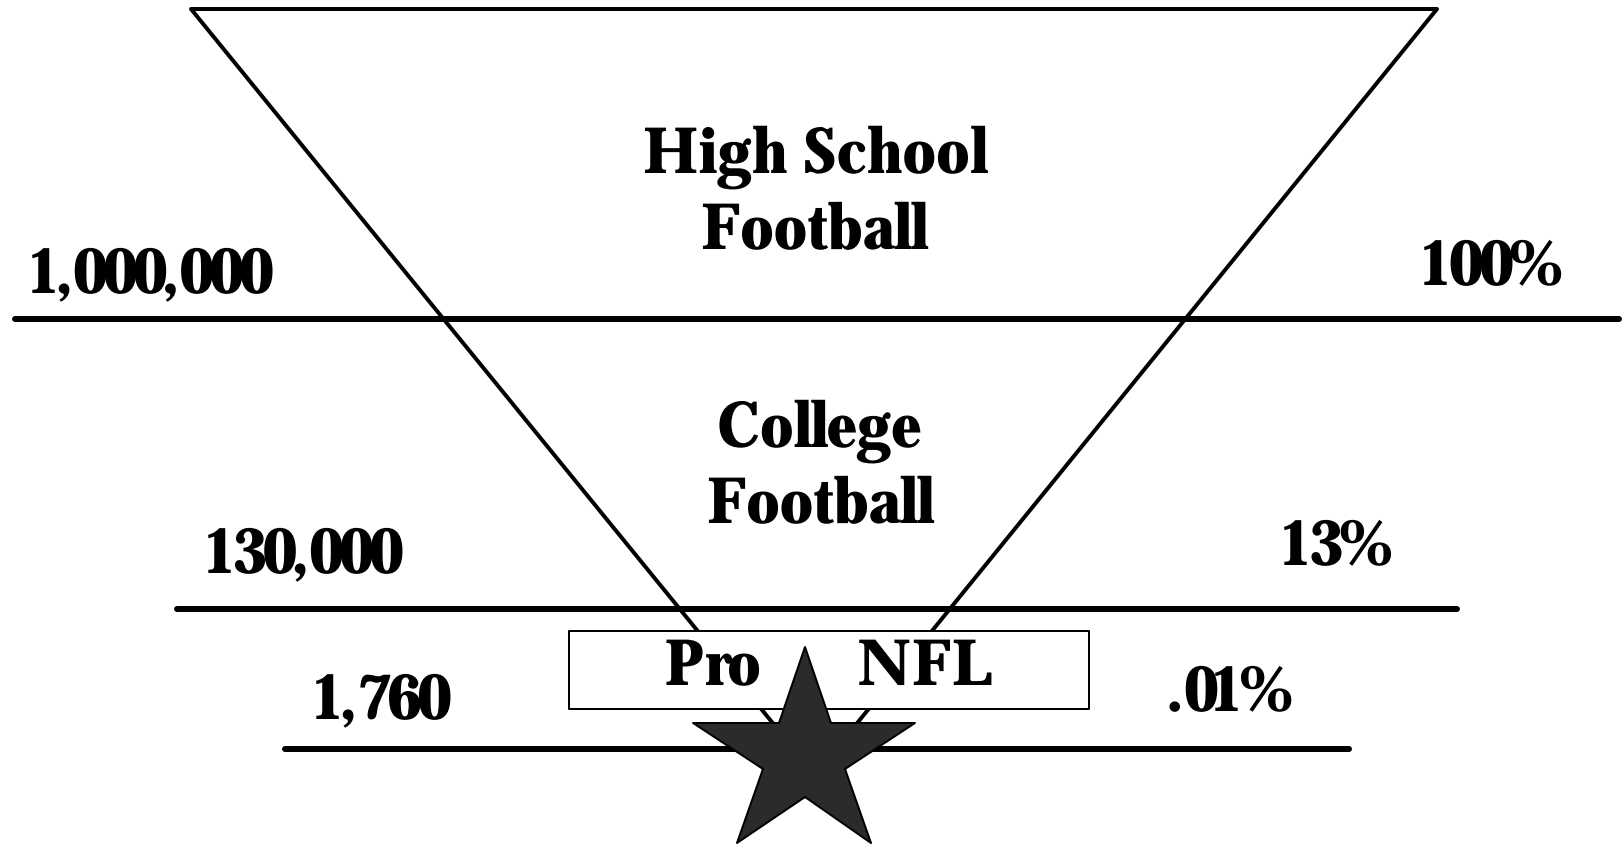 High School
Football
1,000,000
100%
College
Football
130,000
13%
Pro NFL
1,760
.01%